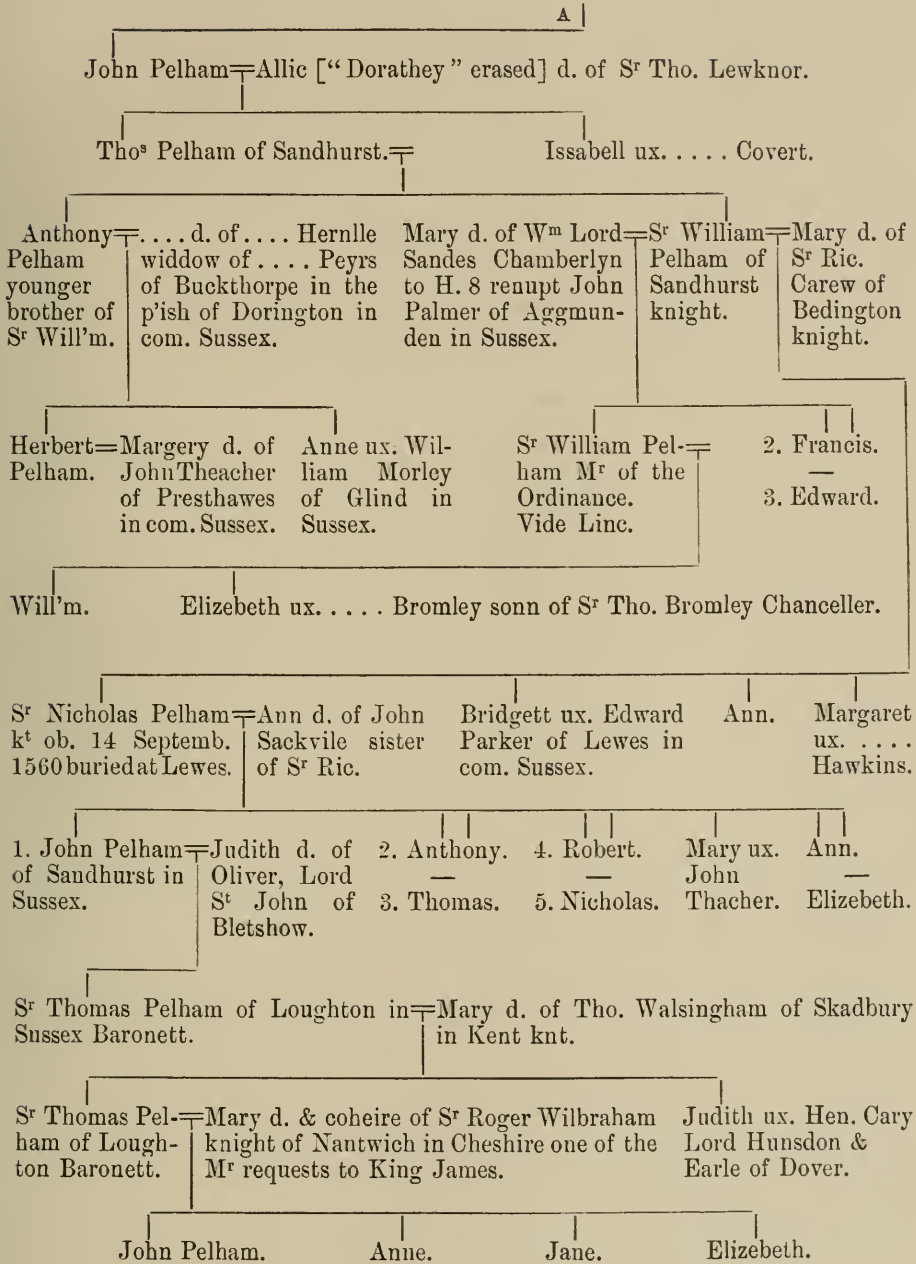 A
John Pelham=Allic [“Dorathey” erased] d. of Sʳ Tho. Lewknor.
Thoˢ Pelham of Sandhurst.=
Issabell ux. . . . . . Covert.
Anthony=
Pelham
younger
brother of
Sʳ Will'm.
. . . . d. of . . . . Hernlle
widdow of . . . . Peyrs
of Buckthorpe in the
p'ish of Dorington in
com. Sussex.
Mary d. of Wᵐ Lord=
Sandes Chamberlyn
to H. 8 renupt John
Palmer of Aggmun-
den in Sussex.
Sʳ William=
Pelham of
Sandhurst
knight.
Mary d. of
Sʳ Ric.
Carew of
Bedington
knight.
Herbert=
Pelham.
Margery d. of
John Theacher
of Presthawes
in com. Sussex.
Anne ux. Wil-
liam Morley
of Glind in
Sussex.
Sʳ William Pel-=
ham Mʳ of the
Ordinance.
Vide Linc.
2. Francis.
—
3. Edward.
Will'm.
Elizebeth ux. . . . . . Bromley sonn of Sʳ Tho. Bromley Chanceller.
Sʳ Nicholas Pelham=
kᵗ ob. 14 Septemb.
1560 buried at Lewes.
Ann d. of John
Sackvile sister
of Sʳ Ric.
Bridgett ux. Edward
Parker of Lewes in
com. Sussex.
Ann.
Margaret
ux. . . . .
Hawkins.
1. John Pelham=
of Sandhurst in
Sussex.
Judith d. of
Oliver, Lord
Sᵗ John of
Bletshow.
2. Anthony.
—
3. Thomas.
4. Robert.
—
5. Nicholas.
Mary ux.
John
Thacher.
Ann.
—
Elizebeth.
Sʳ Thomas Pelham of Loughton in=
Sussex Baronett.
Mary d. of Tho. Walsingham of Skadbury
in Kent knt.
Sʳ Thomas Pel-=
ham of Lough-
ton Baronett.
Mary d. & coheire of Sʳ Roger Wilbraham
knight of Nantwich in Cheshire one of the
Mʳ requests to King James.
Judith ux. Hen. Cary
Lord Hunsdon &
Earle of Dover.
John Pelham.
Anne.
Jane.
Elizebeth.